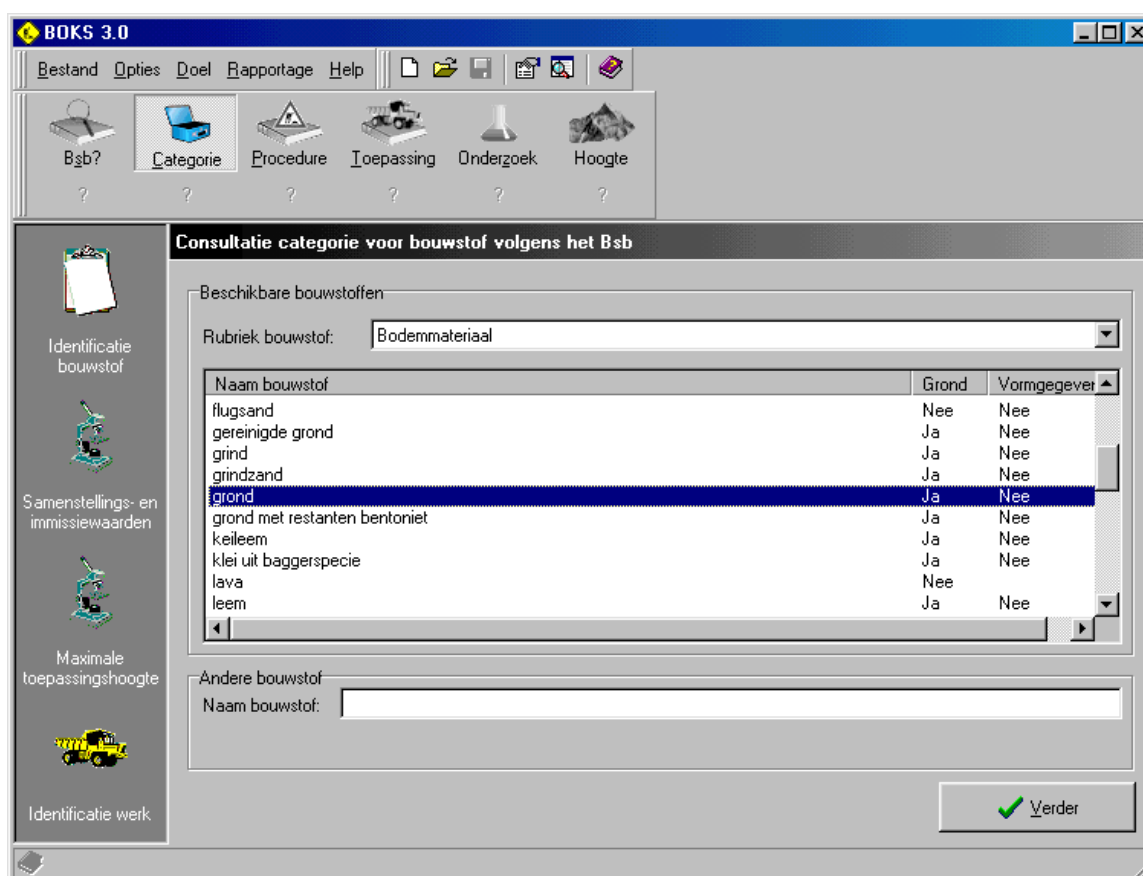 BOKS 3.0
Bestand Opties Doel Rapportage Help
Bsb? Categorie Procedure Toepassing Onderzoek Hoogte
? ? ? ? ? ?
Consultatie categorie voor bouwstof volgens het Bsb
Identificatie
bouwstof
Samenstellings- en
immissiewaarden
Maximale
toepassingshoogte
Identificatie werk
Beschikbare bouwstoffen
Rubriek bouwstof: Bodemmateriaal
Naam bouwstof Grond Vormgegeven
flugsand Nee Nee
gereinigde grond Ja Nee
grind Ja Nee
grindzand Ja Nee
grond Ja Nee
grond met restanten bentoniet Ja Nee
keileem Ja Nee
klei uit baggerspecie Ja Nee
lava Nee
leem Ja Nee
Andere bouwstof
Naam bouwstof:
Verder